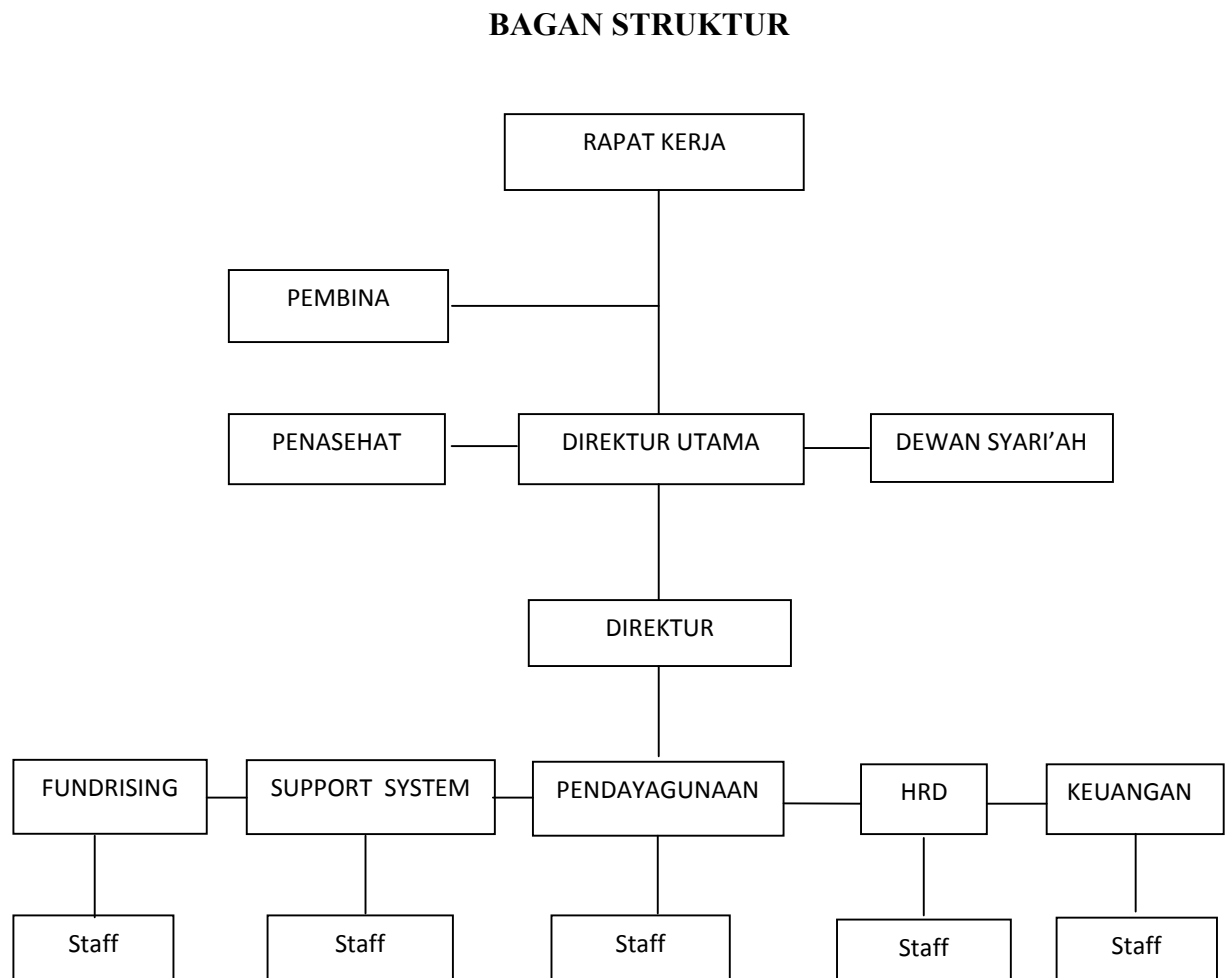 BAGAN STRUKTUR
RAPAT KERJA
PEMBINA
PENASEHAT
DIREKTUR UTAMA
DEWAN SYARI’AH
DIREKTUR
FUNDRISING
SUPPORT SYSTEM
PENDAYAGUNAAN
HRD
KEUANGAN
Staff
Staff
Staff
Staff
Staff